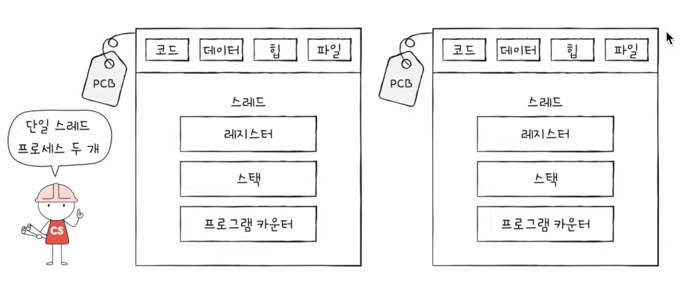 코드 데이터 힙 파일
PCB
스레드
레지스터
스택
프로그램 카운터
코드 데이터 힙 파일
PCB
스레드
레지스터
스택
프로그램 카운터
단일 스레드
프로세스 두 개
CS